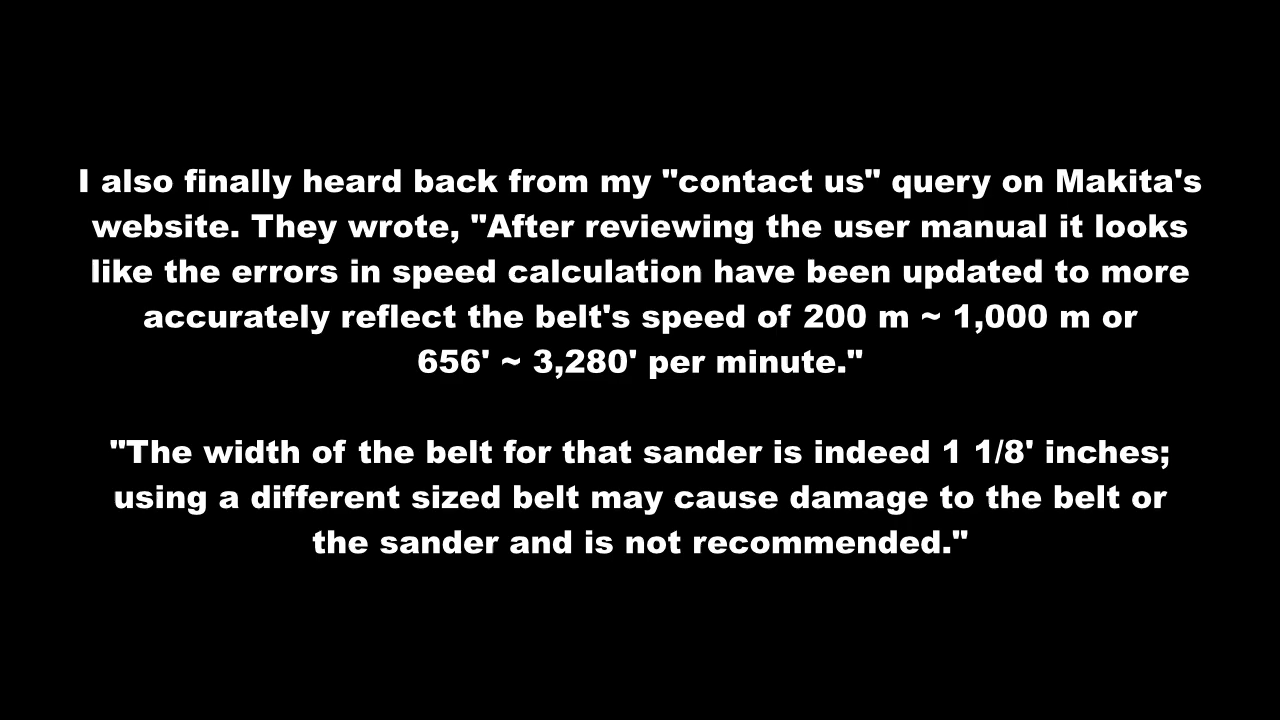 I also finally heard back from my "contact us" query on Makita's
website. They wrote, "After reviewing the user manual it looks
like the errors in speed calculation have been updated to more
accurately reflect the belt's speed of 200 m ~ 1,000 m or
656' ~ 3,280' per minute."
"The width of the belt for that sander is indeed 1 1/8' inches;
using a different sized belt may cause damage to the belt or
the sander and is not recommended."